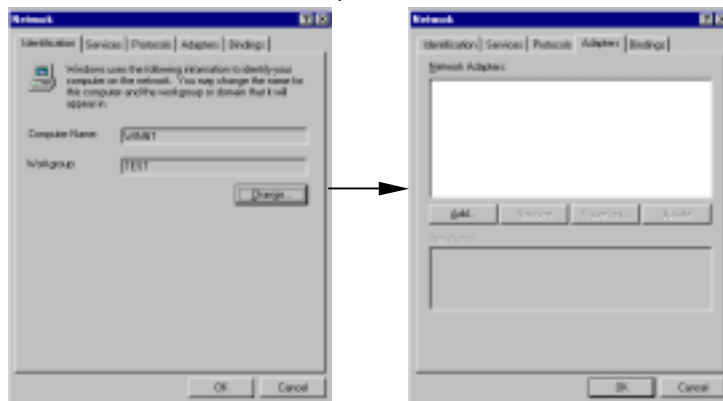 Network
Identification Services Protocols Adapters Bindings
Windows uses the following information to identify your
computer on the network. You may change the name for
this computer and the workgroup or domain that it will
appear in.
Computer Name:
Workgroup: TEST
Change...
OK Cancel
Network
Identification Services Protocols Adapters Bindings
Network Adapters:
Add... Remove Properties... Update
Item Notes:
OK Cancel